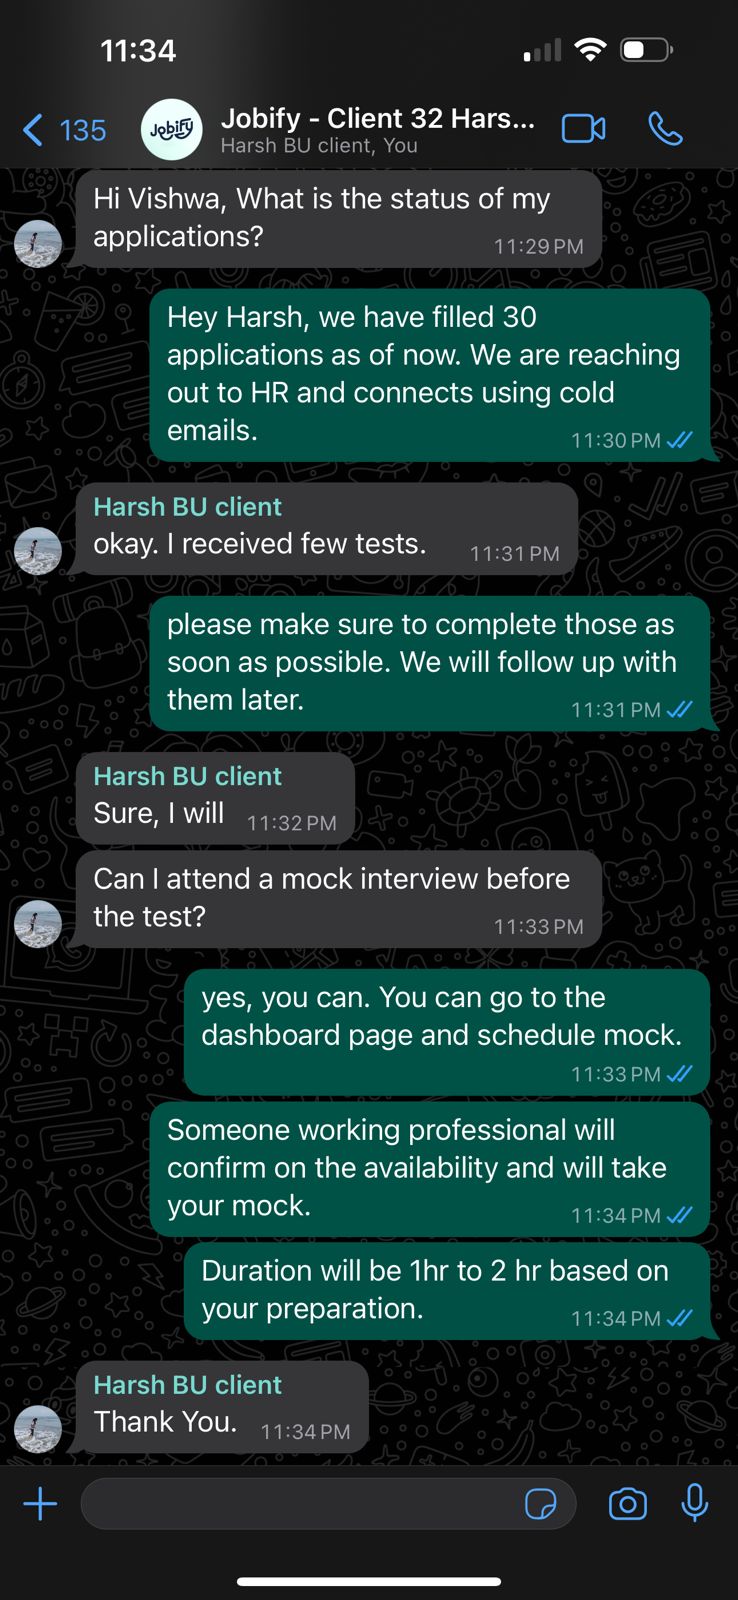 11:34
135
Jobify
Jobify - Client 32 Hars...
Harsh BU client, You
Hi Vishwa, What is the status of my
applications?
11:29 PM
Hey Harsh, we have filled 30
applications as of now. We are reaching
out to HR and connects using cold
emails.
11:30 PM
Harsh BU client
okay. I received few tests.
11:31 PM
please make sure to complete those as
soon as possible. We will follow up with
them later.
11:31 PM
Harsh BU client
Sure, I will
11:32 PM
Can I attend a mock interview before
the test?
11:33 PM
yes, you can. You can go to the
dashboard page and schedule mock.
11:33 PM
Someone working professional will
confirm on the availability and will take
your mock.
11:34 PM
Duration will be 1hr to 2 hr based on
your preparation.
11:34 PM
Harsh BU client
Thank You.
11:34 PM